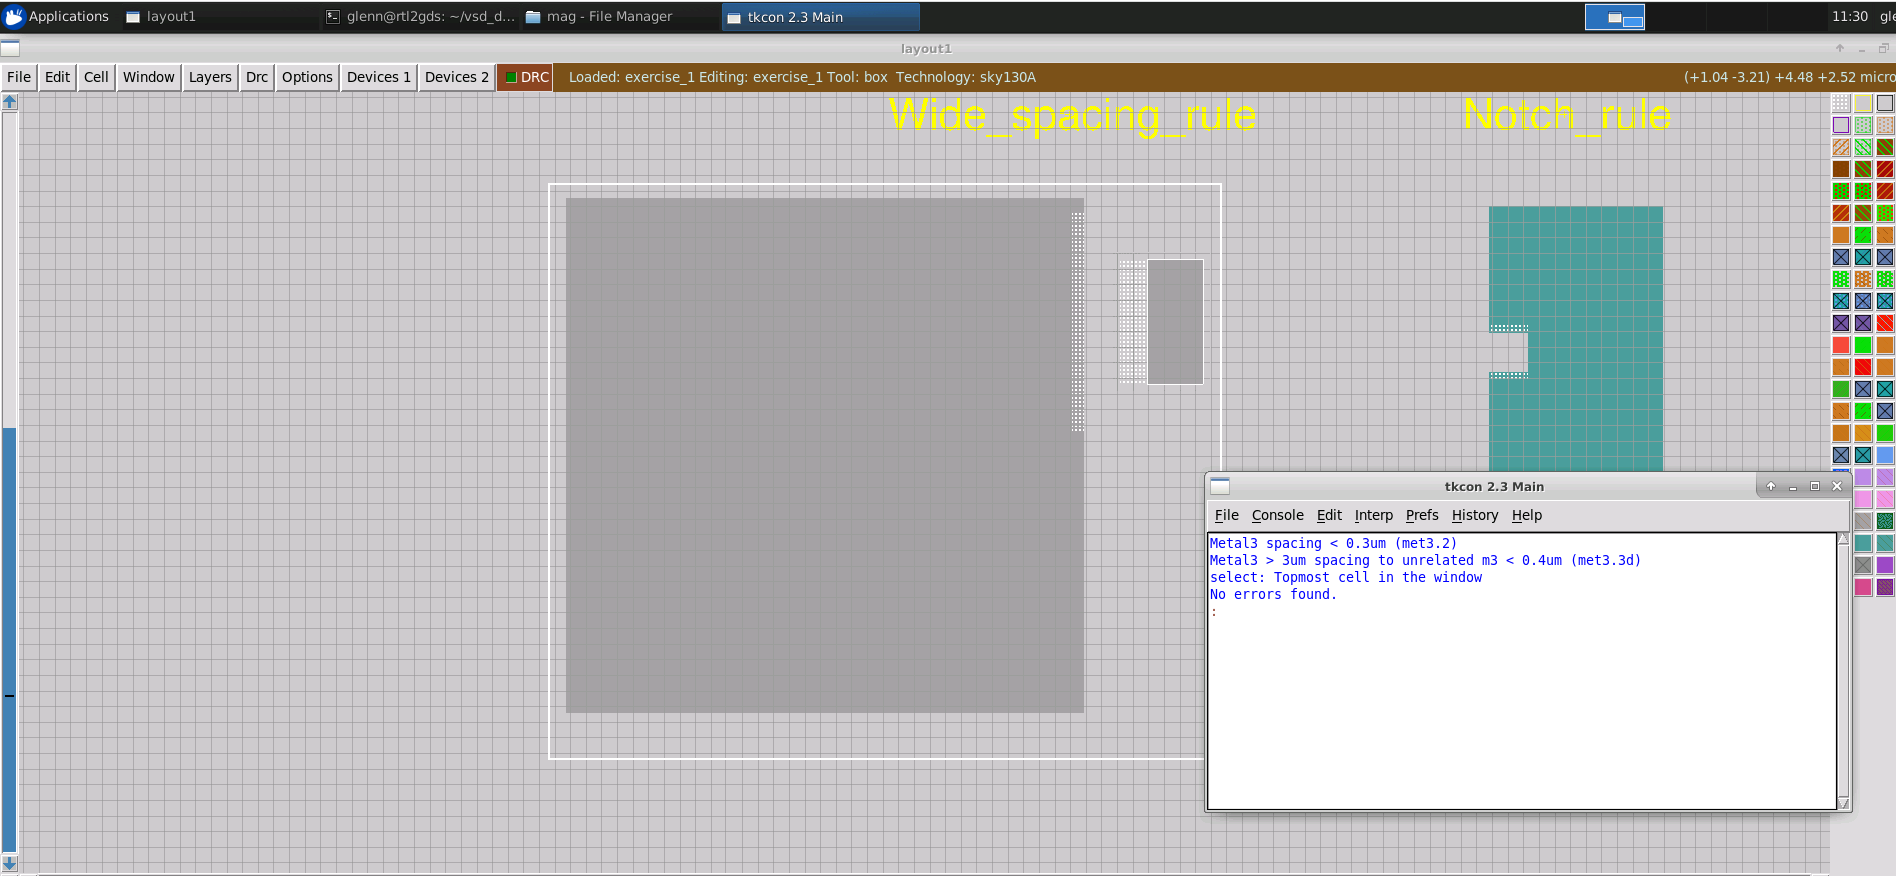 Applications layout1 glenn@rtl2gds: ~/vsd_d... mag - File Manager tkcon 2.3 Main 11:30 gle
layout1
File Edit Cell Window Layers Drc Options Devices 1 Devices 2 DRC Loaded: exercise_1 Editing: exercise_1 Tool: box Technology: sky130A (+1.04 -3.21) +4.48 +2.52 micro
Wide_spacing_rule Notch_rule
tkcon 2.3 Main
File Console Edit Interp Prefs History Help
Metal3 spacing < 0.3um (met3.2)
Metal3 > 3um spacing to unrelated m3 < 0.4um (met3.3d)
select: Topmost cell in the window
No errors found.
: